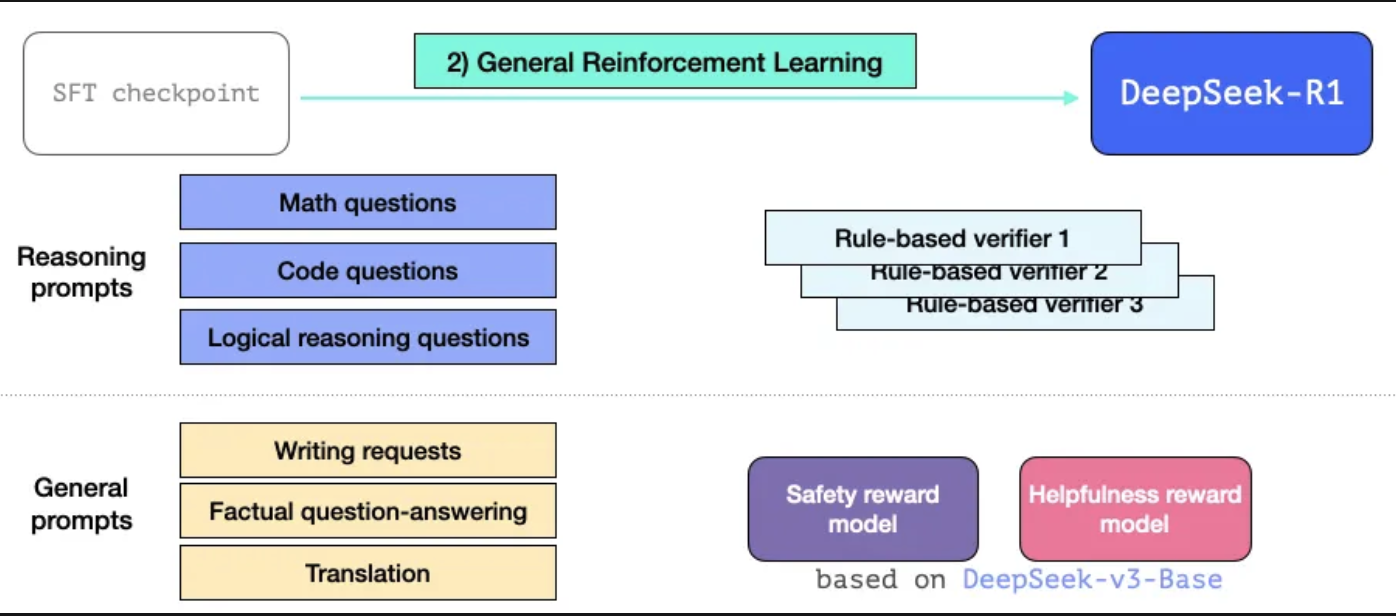 SFT checkpoint
2) General Reinforcement Learning
DeepSeek-R1
Reasoning
prompts
Math questions
Code questions
Logical reasoning questions
Rule-based verifier 1
Rule-based verifier 2
Rule-based verifier 3
General
prompts
Writing requests
Factual question-answering
Translation
Safety reward
model
Helpfulness reward
model
based on DeepSeek-v3-Base